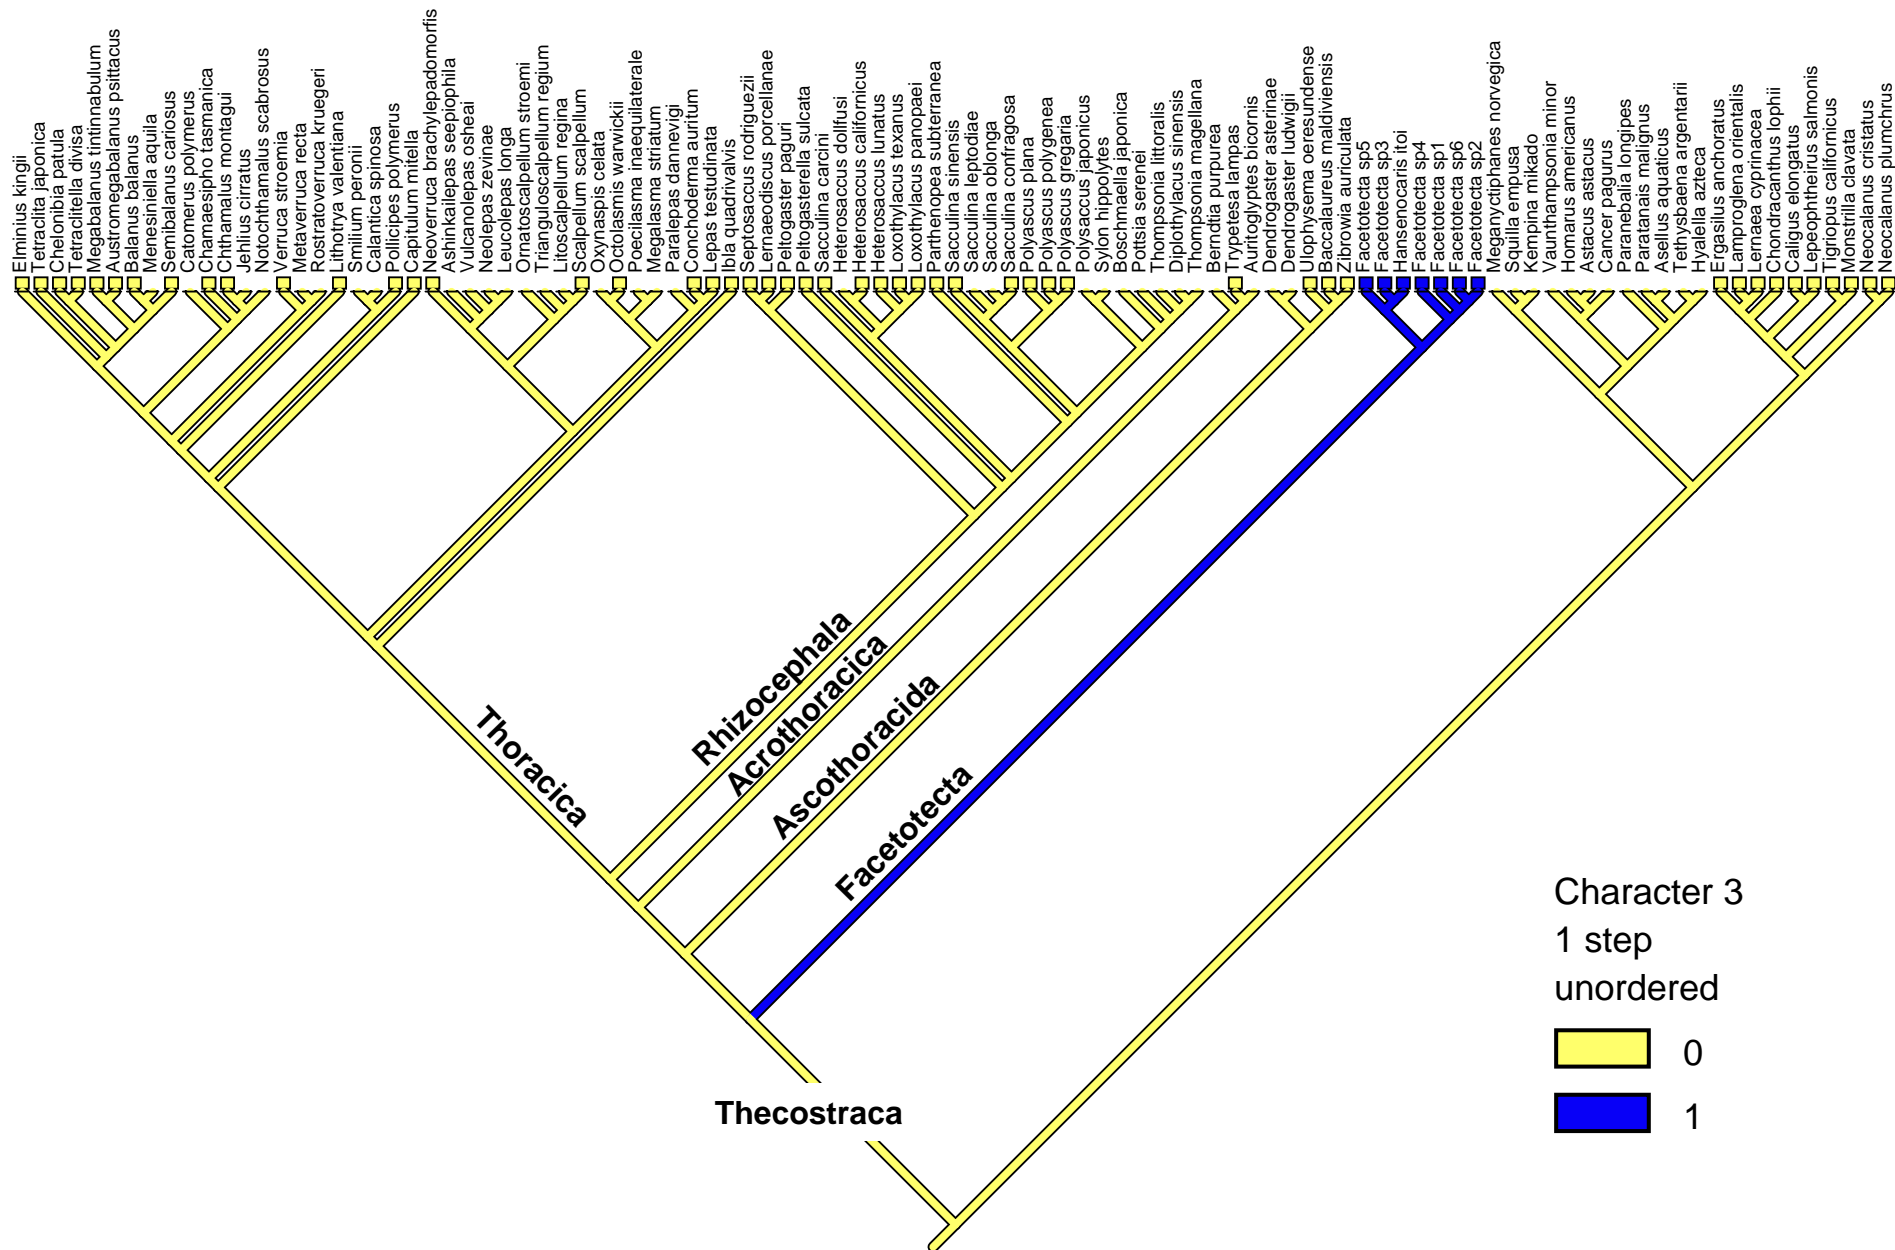 Elminius kingii
Tetraclita japonica
Chelonibia patula
Tetraclitella divisa
Megabalanus tintinnabulum
Austromegabalanus psittacus
Balanus balanus
Menesiniella aquila
Semibalanus cariosus
Catomerus polymerus
Chamaesipho tasmanica
Chthamalus montagui
Jehlius cirratus
Notochthamalus scabrosus
Verruca stroemia
Metaverruca recta
Rostratoverruca kruegeri
Lithotrya valentiana
Smilium peronii
Calantica spinosa
Pollicipes polymerus
Capitulum mitella
Neoverruca brachylepadomorfis
Ashinkailepas seepiophila
Vulcanolepas osheai
Neolepas zevinae
Leucolepas longa
Ornatoscalpellum stroemi
Trianguloscalpellum regium
Litoscalpellum regina
Scalpellum scalpellum
Oxynaspis celata
Octolasmis warwickii
Poecilasma inaequilaterale
Megalasma striatum
Paralepas dannevigi
Conchoderma auritum
Lepas testudinata
Ibla quadrivalvis
Septosaccus rodriguezii
Lernaeodiscus porcellanae
Peltogaster paguri
Peltogasterella sulcata
Sacculina carcini
Heterosaccus dollfusi
Heterosaccus californicus
Heterosaccus lunatus
Loxothylacus texanus
Loxothylacus panopaei
Parthenopea subterranea
Sacculina sinensis
Sacculina leptodiae
Sacculina oblonga
Sacculina confragosa
Polyascus plana
Polyascus polygenea
Polyascus gregaria
Polysaccus japonicus
Sylon hippolytes
Boschmaella japonica
Pottsia serenei
Thompsonia littoralis
Diplothylacus sinensis
Thompsonia magellana
Berndtia purpurea
Trypetesa lampas
Auritoglyptes bicornis
Dendrogaster asterinae
Dendrogaster ludwigii
Ulophysema oeresundense
Baccalaureus maldiviensis
Zibrowia auriculata
Facetotecta sp5
Facetotecta sp3
Hansenocaris itoi
Facetotecta sp4
Facetotecta sp1
Facetotecta sp6
Facetotecta sp2
Meganyctiphanes norvegica
Squilla empusa
Kempina mikado
Vaunthampsonia minor
Homarus americanus
Astacus astacus
Cancer pagurus
Paranebalia longipes
Paratanais malignus
Asellus aquaticus
Tethysbaena argentarii
Hyalella azteca
Ergasilus anchoratus
Lamproglena orientalis
Lernaea cyprinacea
Chondracanthus lophii
Caligus elongatus
Lepeophtheirus salmonis
Tigriopus californicus
Monstrilla clavata
Neocalanus cristatus
Neocalanus plumchrus
Thoracica
Rhizocephala
Acrothoracica
Ascothoracida
Facetotecta
Thecostraca
Character 3
1 step
unordered
0
1